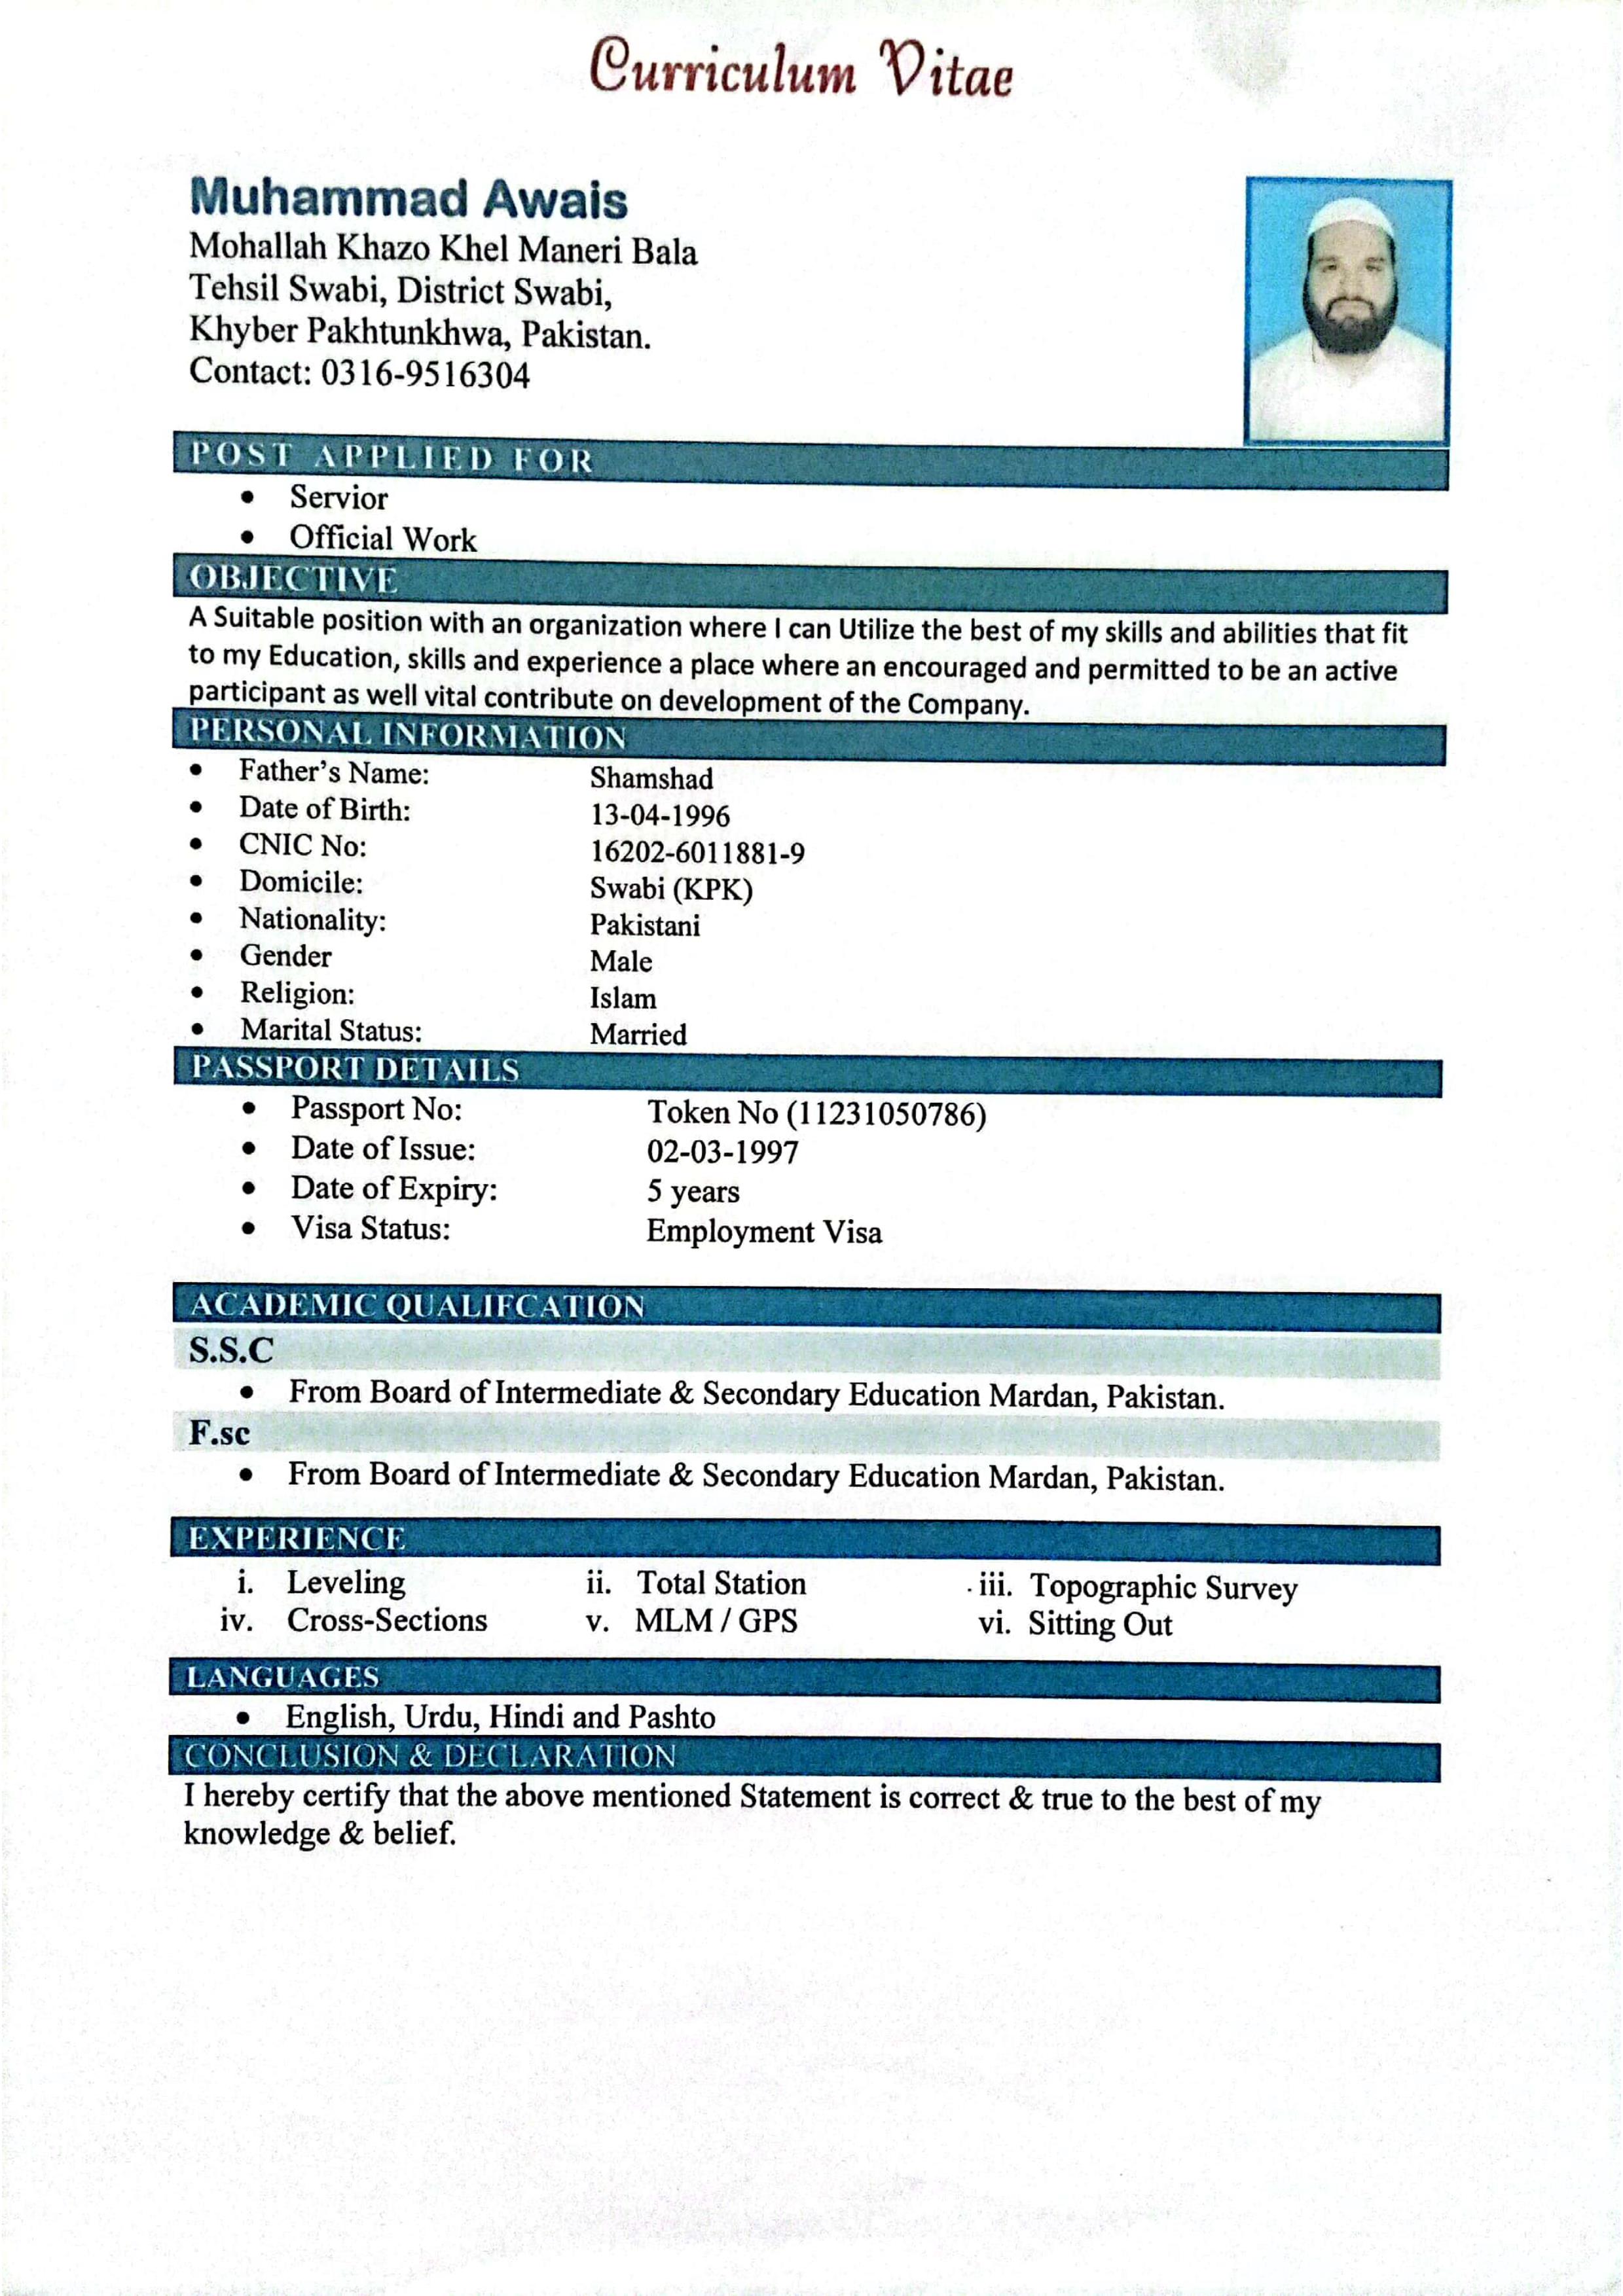 Curriculum Vitae
Muhammad Awais
Mohallah Khazo Khel Maneri Bala
Tehsil Swabi, District Swabi,
Khyber Pakhtunkhwa, Pakistan.
Contact: 0316-9516304
POST APPLIED FOR
• Servior
• Official Work
OBJECTIVE
A Suitable position with an organization where I can Utilize the best of my skills and abilities that fit
to my Education, skills and experience a place where an encouraged and permitted to be an active
participant as well vital contribute on development of the Company.
PERSONAL INFORMATION
• Father's Name: Shamshad
• Date of Birth: 13-04-1996
• CNIC No: 16202-6011881-9
• Domicile: Swabi (KPK)
• Nationality: Pakistani
• Gender Male
• Religion: Islam
• Marital Status: Married
PASSPORT DETAILS
• Passport No: Token No (11231050786)
• Date of Issue: 02-03-1997
• Date of Expiry: 5 years
• Visa Status: Employment Visa
ACADEMIC QUALIFCATION
S.S.C
• From Board of Intermediate & Secondary Education Mardan, Pakistan.
F.sc
• From Board of Intermediate & Secondary Education Mardan, Pakistan.
EXPERIENCE
i. Leveling ii. Total Station iii. Topographic Survey
iv. Cross-Sections v. MLM / GPS vi. Sitting Out
LANGUAGES
• English, Urdu, Hindi and Pashto
CONCLUSION & DECLARATION
I hereby certify that the above mentioned Statement is correct & true to the best of my
knowledge & belief.